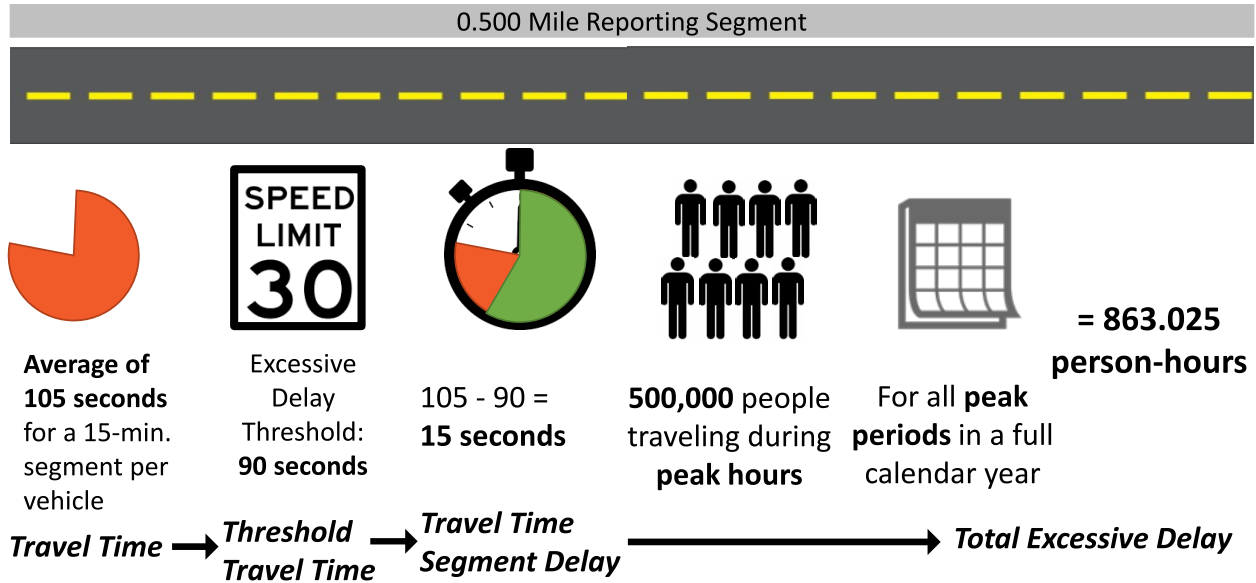 0.500 Mile Reporting Segment
SPEED
LIMIT
30
Average of
105 seconds
for a 15-min.
segment per
vehicle
Excessive
Delay
Threshold:
90 seconds
105 - 90 =
15 seconds
500,000 people
traveling during
peak hours
For all peak
periods in a full
calendar year
= 863.025
person-hours
Travel Time
Threshold
Travel Time
Travel Time
Segment Delay
Total Excessive Delay